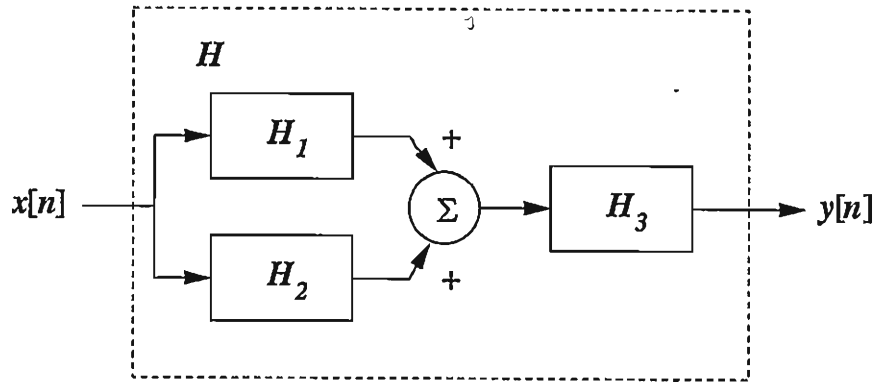 H
H1
+
x[n]
Σ
H3
y[n]
H2
+